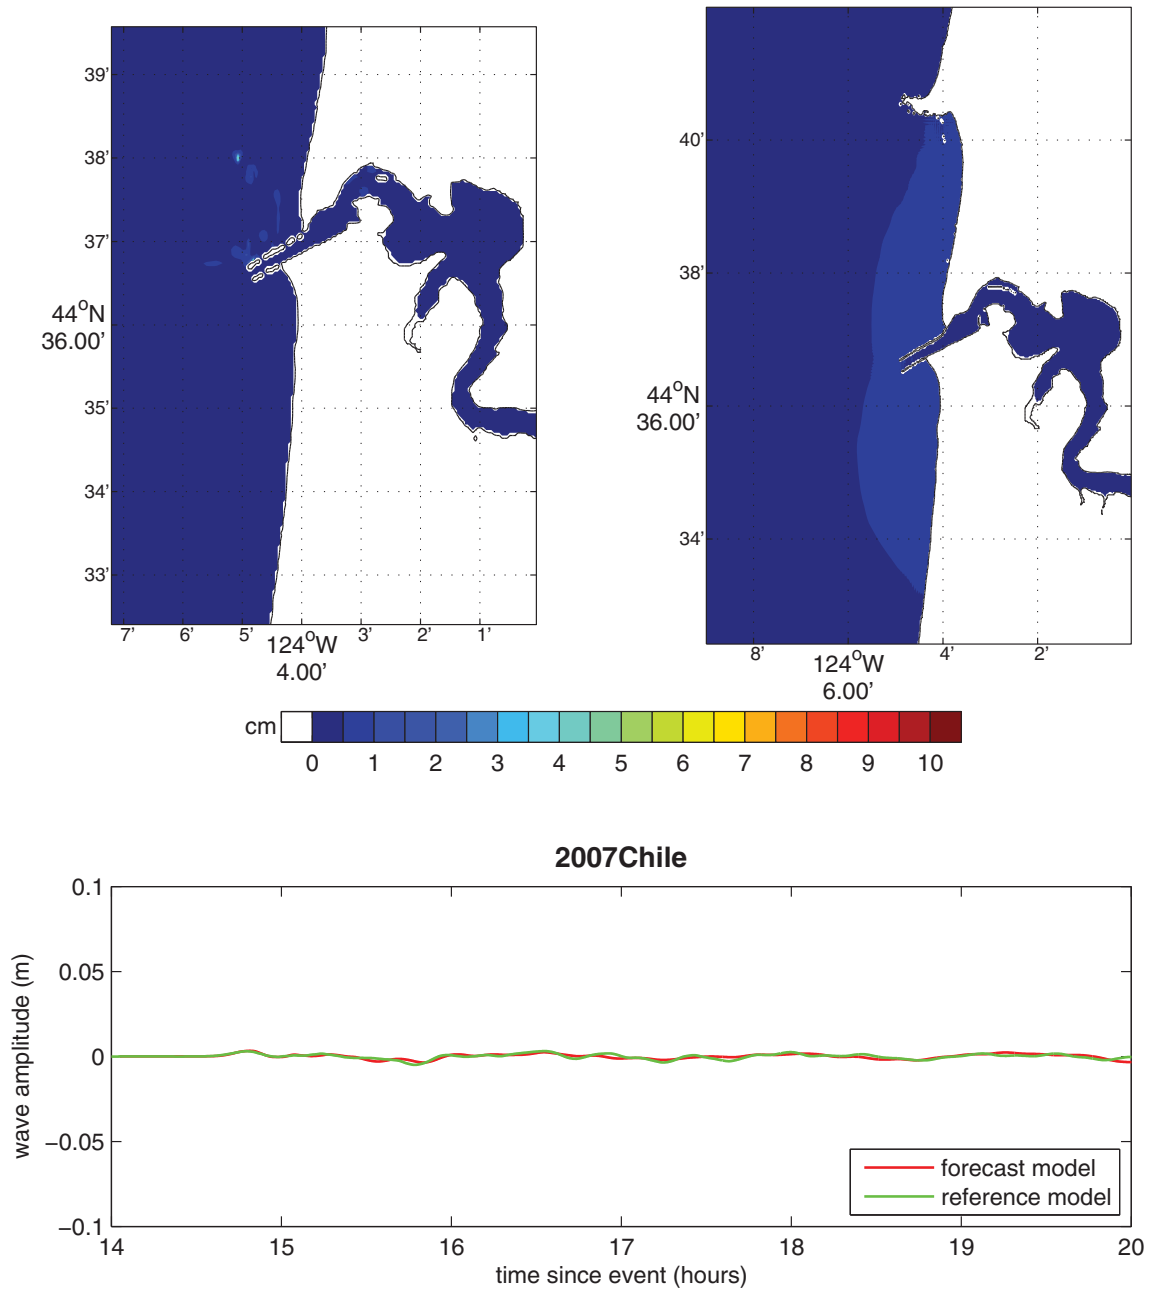 39'
38'
37'
44°N
36.00'
35'
34'
33'
7' 6' 5' 124°W 3' 2' 1'
4.00'
40'
38'
44°N
36.00'
34'
8' 124°W 4' 2'
6.00'
cm
0 1 2 3 4 5 6 7 8 9 10
2007Chile
0.1
0.05
0
−0.05
−0.1
wave amplitude (m)
forecast model
reference model
14 15 16 17 18 19 20
time since event (hours)